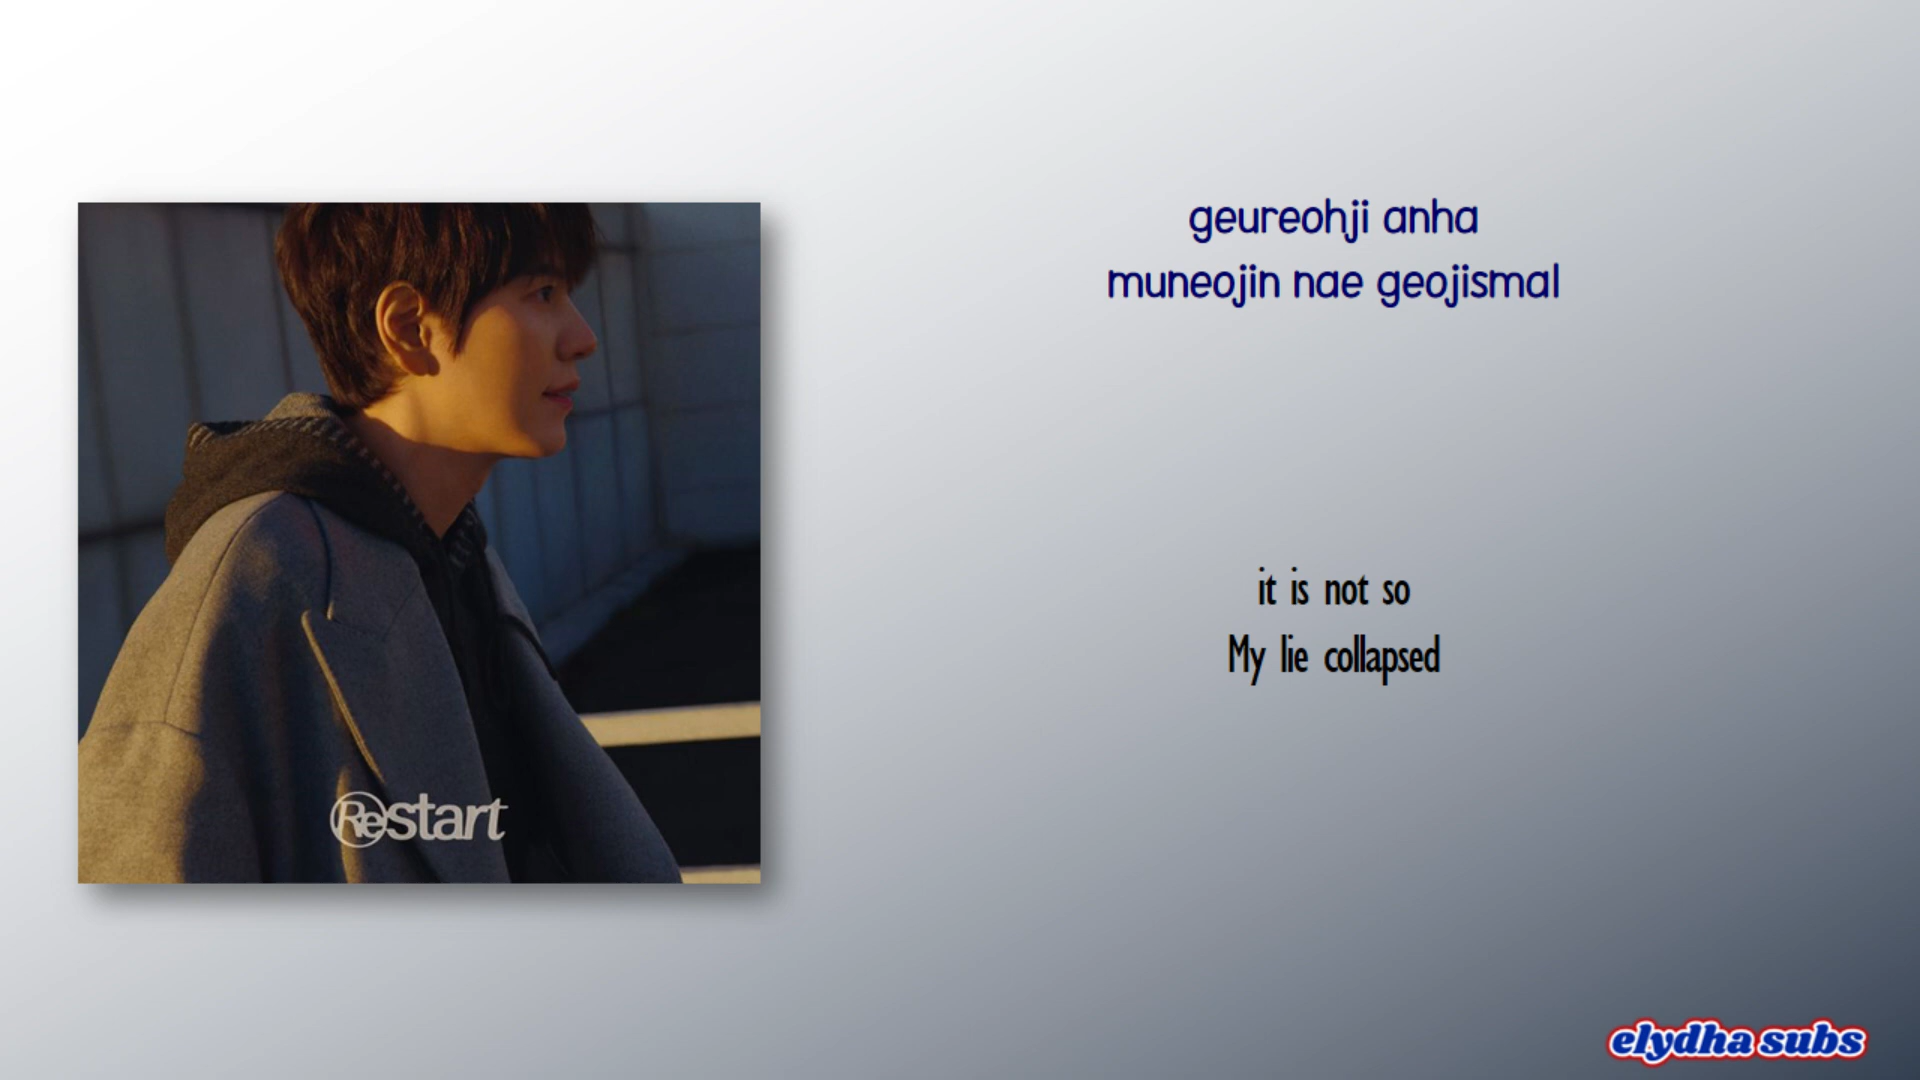 geureohji anha
muneojin nae geojismal
it is not so
My lie collapsed
Restart
elydha subs